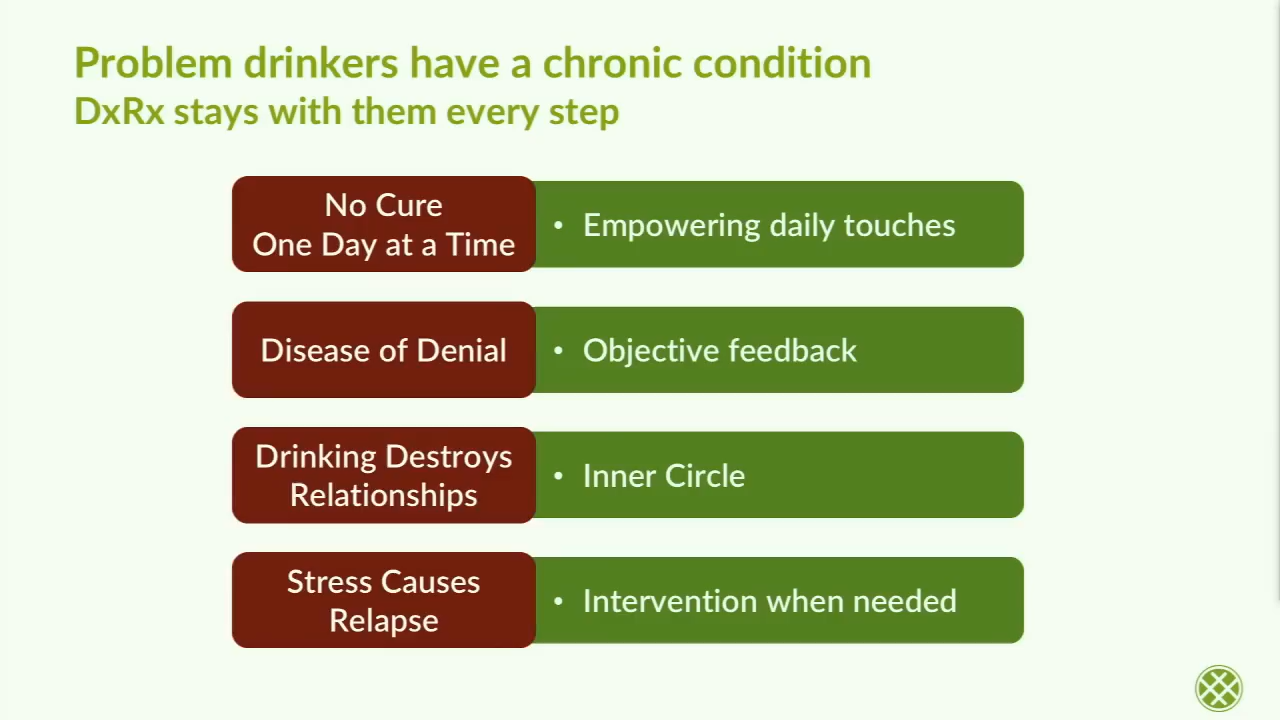 Problem drinkers have a chronic condition
DxRx stays with them every step
No Cure
One Day at a Time
• Empowering daily touches
Disease of Denial
• Objective feedback
Drinking Destroys
Relationships
• Inner Circle
Stress Causes
Relapse
• Intervention when needed